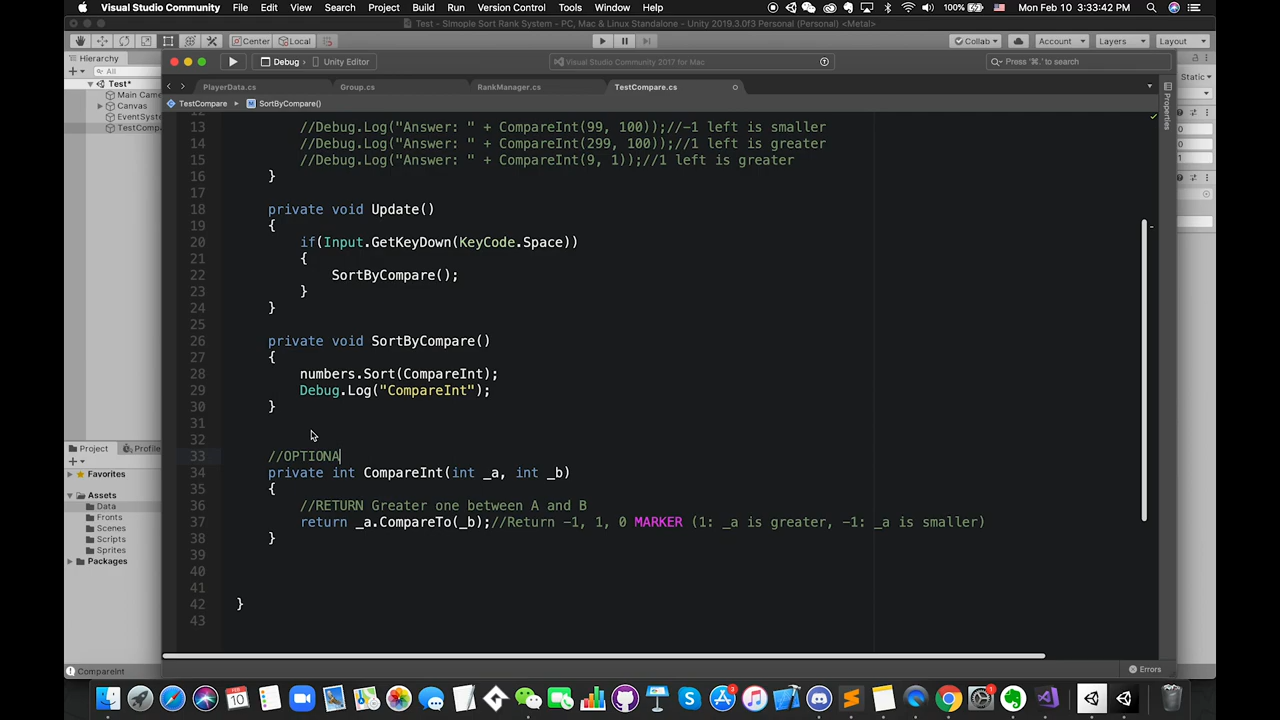 Visual Studio Community File Edit View Search Project Build Run Version Control Tools Window Help 100% Mon Feb 10 3:33:42 PM
Test - SImople Sort Rank System - PC, Mac & Linux Standalone - Unity 2019.3.0f3 Personal (Personal) <Metal>
Center Local Collab Account Layers Layout
Hierarchy
Static
Debug Unity Editor
Visual Studio Community 2017 for Mac
Press '⌘.' to search
All
Test*
Main Came
Canvas
EventSyste
TestCompa
PlayerData.cs Group.cs RankManager.cs TestCompare.cs
TestCompare SortByCompare()
Properties
12
13 //Debug.Log("Answer: " + CompareInt(99, 100));//-1 left is smaller
14 //Debug.Log("Answer: " + CompareInt(299, 100));//1 left is greater
15 //Debug.Log("Answer: " + CompareInt(9, 1));//1 left is greater
16 }
17
18 private void Update()
19 {
20 if(Input.GetKeyDown(KeyCode.Space))
21 {
22 SortByCompare();
23 }
24 }
25
26 private void SortByCompare()
27 {
28 numbers.Sort(CompareInt);
29 Debug.Log("CompareInt");
30 }
31
32
33 //OPTIONA
34 private int CompareInt(int _a, int _b)
35 {
36 //RETURN Greater one between A and B
37 return _a.CompareTo(_b);//Return -1, 1, 0 MARKER (1: _a is greater, -1: _a is smaller)
38 }
39
40
41
42 }
43
Project Profile
Favorites
Assets
Data
Fronts
Scenes
Scripts
Sprites
Packages
CompareInt
Errors